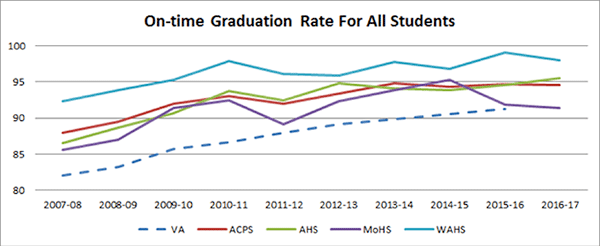 On-time Graduation Rate For All Students
100
95
90
85
80
2007-08 2008-09 2009-10 2010-11 2011-12 2012-13 2013-14 2014-15 2015-16 2016-17
VA ACPS AHS MoHS WAHS